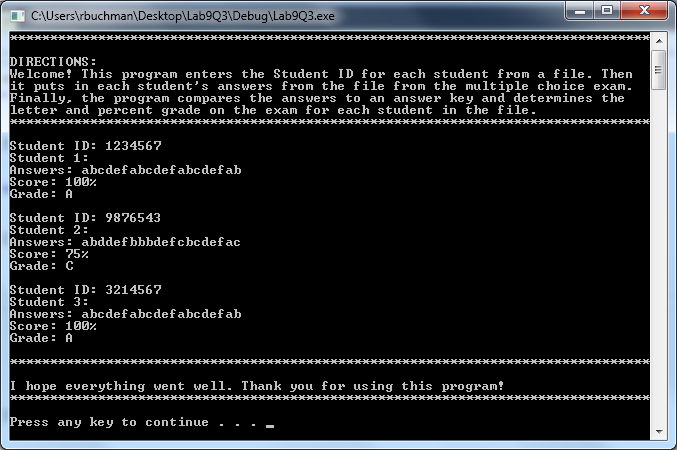 C:\Users\rbuchman\Desktop\Lab9Q3\Debug\Lab9Q3.exe
********************************************************************************
DIRECTIONS:
Welcome! This program enters the Student ID for each student from a file. Then
it puts in each student's answers from the file from the multiple choice exam.
Finally, the program compares the answers to an answer key and determines the
letter and percent grade on the exam for each student in the file.
********************************************************************************
Student ID: 1234567
Student 1:
Answers: abcdefabcdefabcdefab
Score: 100%
Grade: A
Student ID: 9876543
Student 2:
Answers: abddefbbbdefcbcdefac
Score: 75%
Grade: C
Student ID: 3214567
Student 3:
Answers: abcdefabcdefabcdefab
Score: 100%
Grade: A
********************************************************************************
I hope everything went well. Thank you for using this program!
********************************************************************************
Press any key to continue . . . _